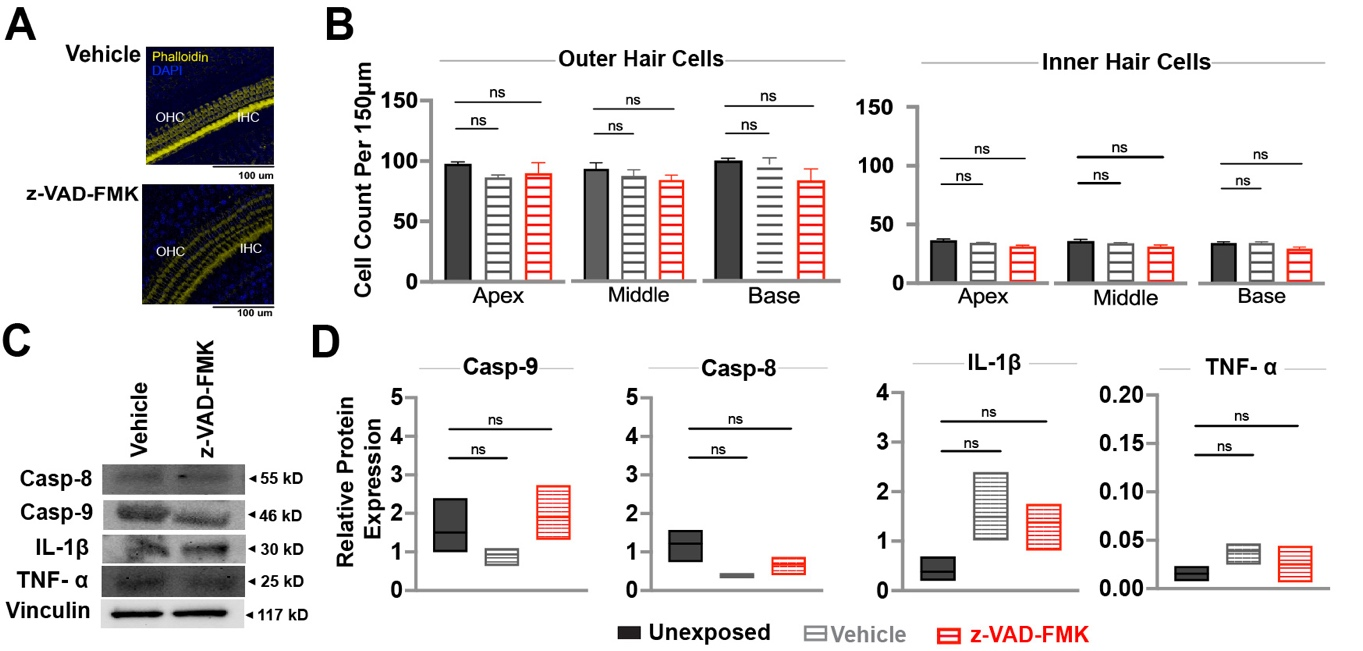 A
Vehicle
Phalloidin
DAPI
OHC
IHC
100 um
z-VAD-FMK
OHC
IHC
100 um
B
Outer Hair Cells
Inner Hair Cells
Cell Count Per 150µm
150
100
50
0
ns
ns
ns
ns
ns
ns
Apex
Middle
Base
150
100
50
0
ns
ns
ns
ns
ns
ns
Apex
Middle
Base
C
Vehicle
z-VAD-FMK
Casp-8
55 kD
Casp-9
46 kD
IL-1β
30 kD
TNF- α
25 kD
Vinculin
117 kD
D
Relative Protein
Expression
Casp-9
5
4
3
2
1
0
ns
ns
Casp-8
5
4
3
2
1
0
ns
ns
IL-1β
4
3
2
1
0
ns
ns
TNF- α
0.20
0.15
0.10
0.05
0.00
ns
ns
Unexposed
Vehicle
z-VAD-FMK